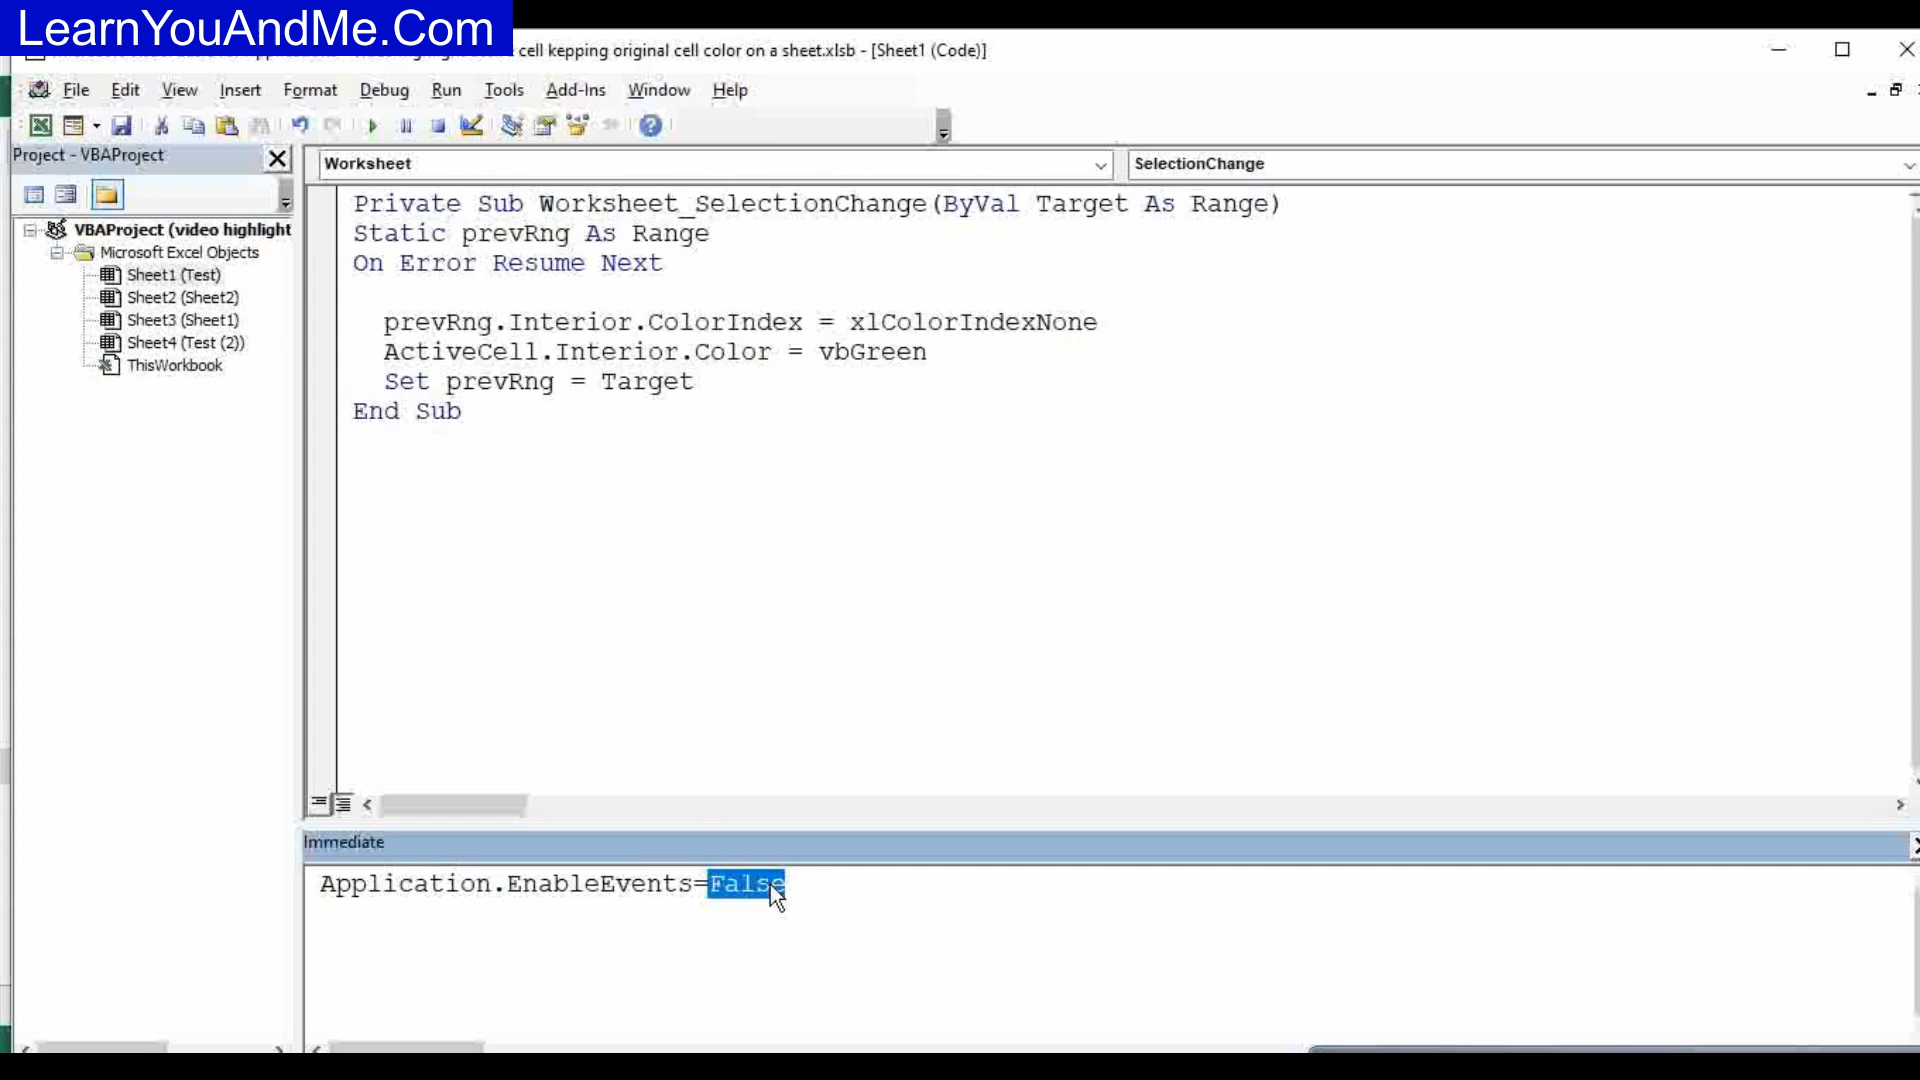 LearnYouAndMe.Com
cell kepping original cell color on a sheet.xlsb - [Sheet1 (Code)]
File Edit View Insert Format Debug Run Tools Add-Ins Window Help
Project - VBAProject
Worksheet
SelectionChange
VBAProject (video highlight
Microsoft Excel Objects
Sheet1 (Test)
Sheet2 (Sheet2)
Sheet3 (Sheet1)
Sheet4 (Test (2))
ThisWorkbook
Private Sub Worksheet_SelectionChange(ByVal Target As Range)
Static prevRng As Range
On Error Resume Next
prevRng.Interior.ColorIndex = xlColorIndexNone
ActiveCell.Interior.Color = vbGreen
Set prevRng = Target
End Sub
Immediate
Application.EnableEvents=False